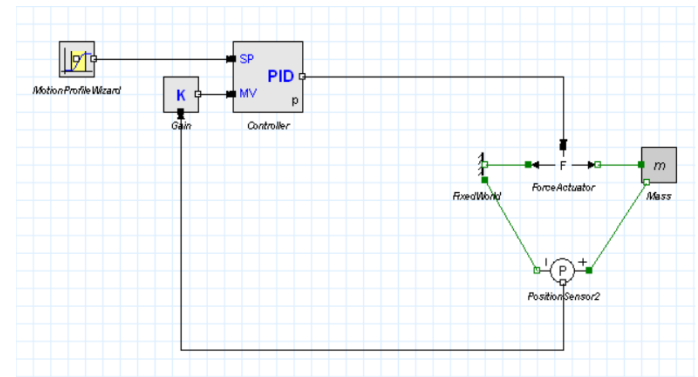 SP
PID
MotionProfileWizard
K
MV
p
Gain
Controller
F
m
ForceActuator
FixedWorld
Mass
P
PositionSensor2